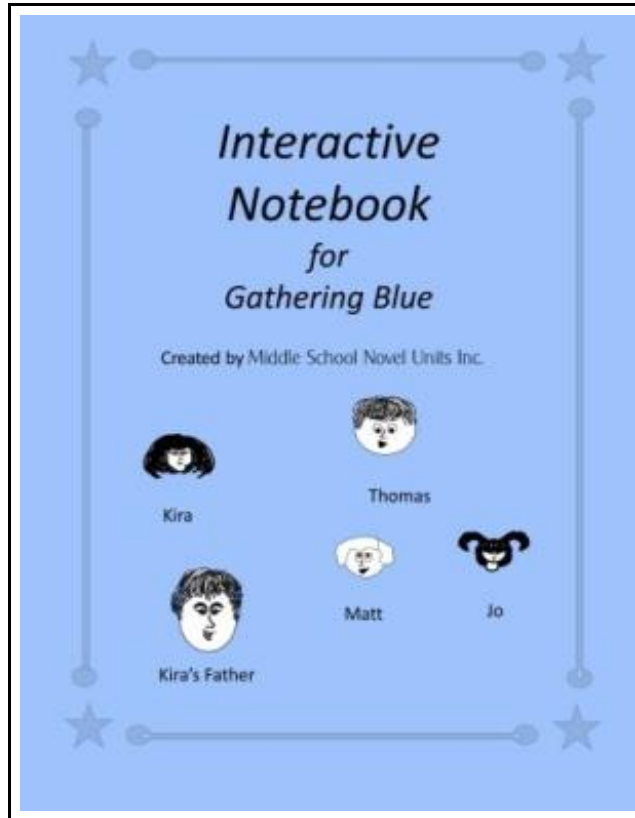 Interactive
Notebook
for
Gathering Blue
Created by Middle School Novel Units Inc.
Thomas
Kira
Matt
Jo
Kira's Father